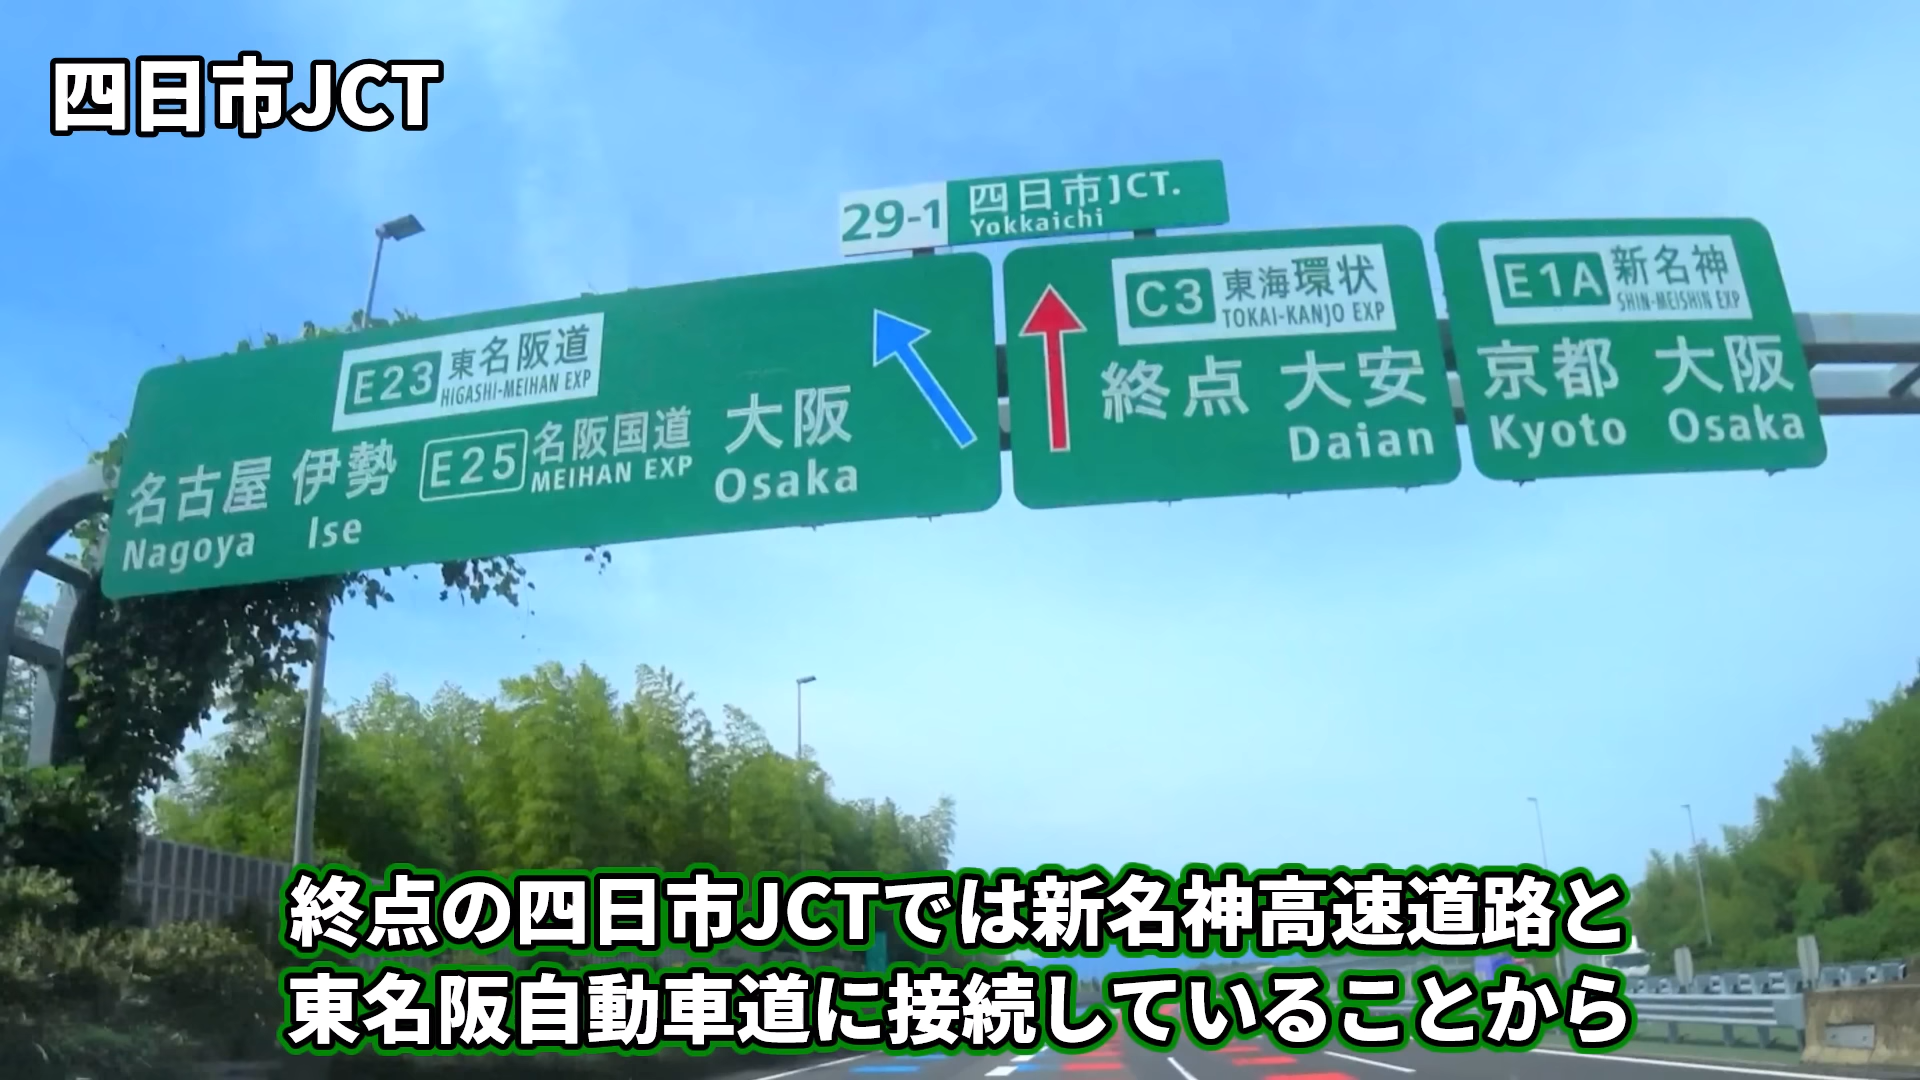 四日市JCT
29-1 四日市JCT.
Yokkaichi
E23 東名阪道
HIGASHI-MEIHAN EXP
名古屋 伊勢 E25 名阪国道 大阪
Nagoya Ise MEIHAN EXP Osaka
C3 東海環状
TOKAI-KANJO EXP
終点 大安
Daian
E1A 新名神
SHIN-MEISHIN EXP
京都 大阪
Kyoto Osaka
終点の四日市JCTでは新名神高速道路と
東名阪自動車道に接続していることから